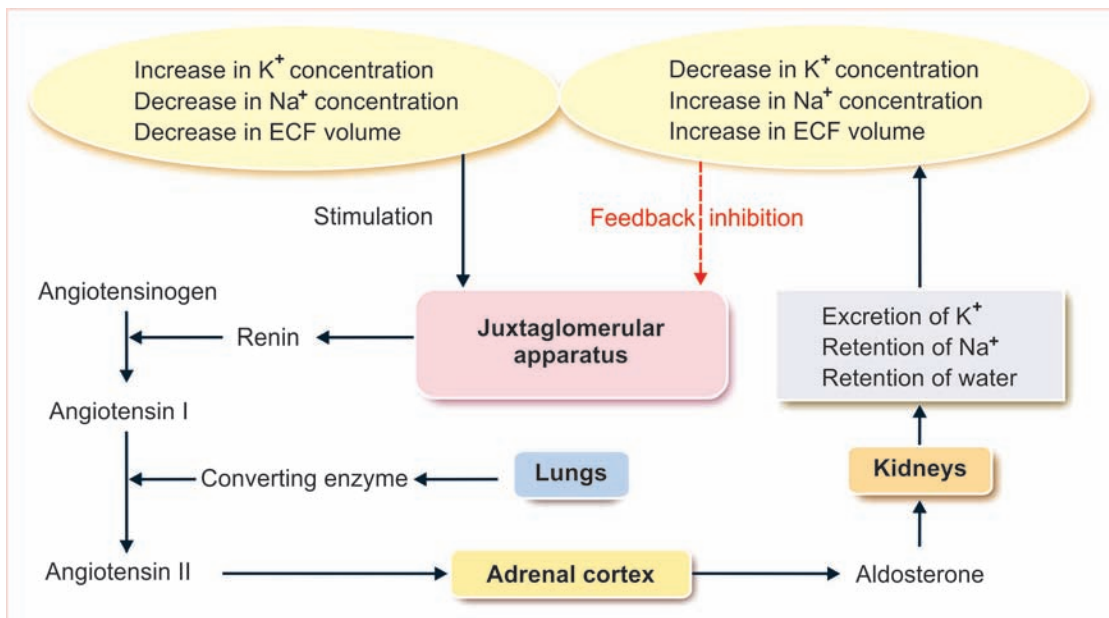 Increase in K⁺ concentration
Decrease in Na⁺ concentration
Decrease in ECF volume
Decrease in K⁺ concentration
Increase in Na⁺ concentration
Increase in ECF volume
Stimulation
Feedback inhibition
Angiotensinogen
Renin
Juxtaglomerular
apparatus
Excretion of K⁺
Retention of Na⁺
Retention of water
Angiotensin I
Converting enzyme
Lungs
Kidneys
Angiotensin II
Adrenal cortex
Aldosterone